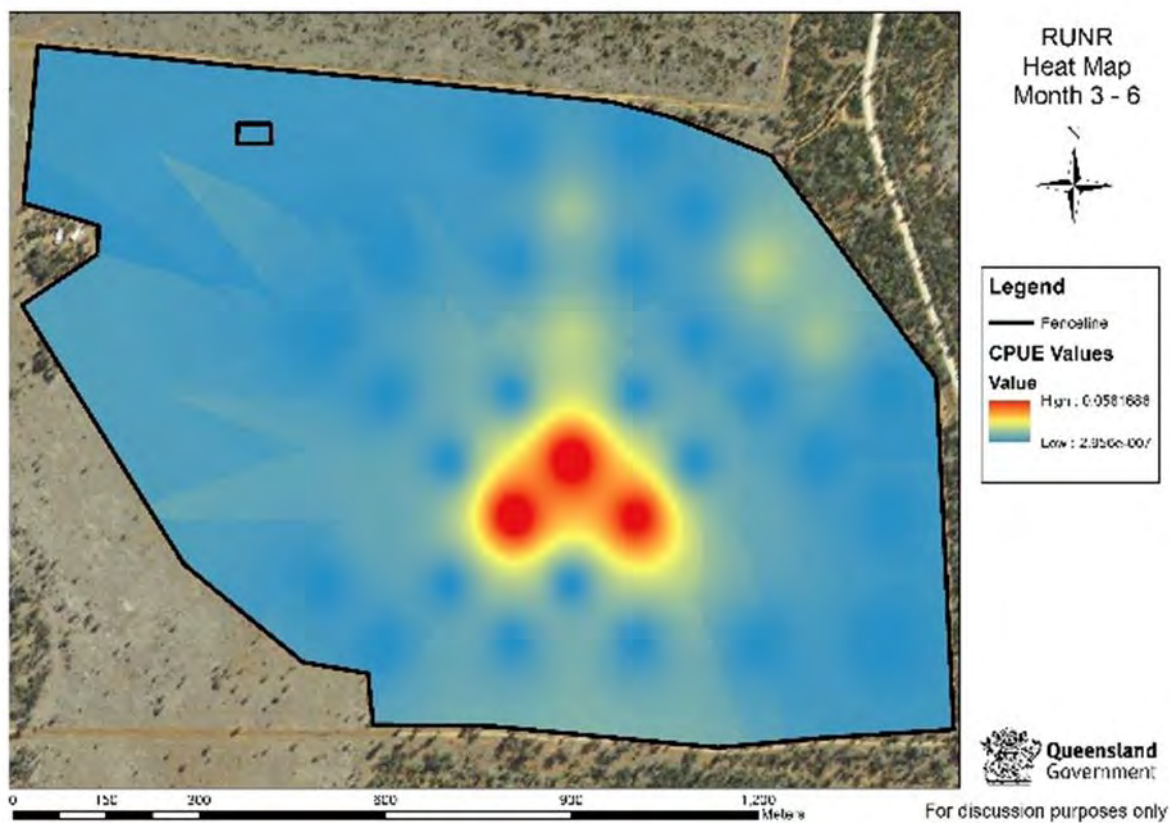 RUNR
Heat Map
Month 3 - 6
Legend
Fenceline
CPUE Values
Value
High : 0.0581688
Low : 2.956e-007
Queensland
Government
0 150 300 600 900 1,200
Meters
For discussion purposes only